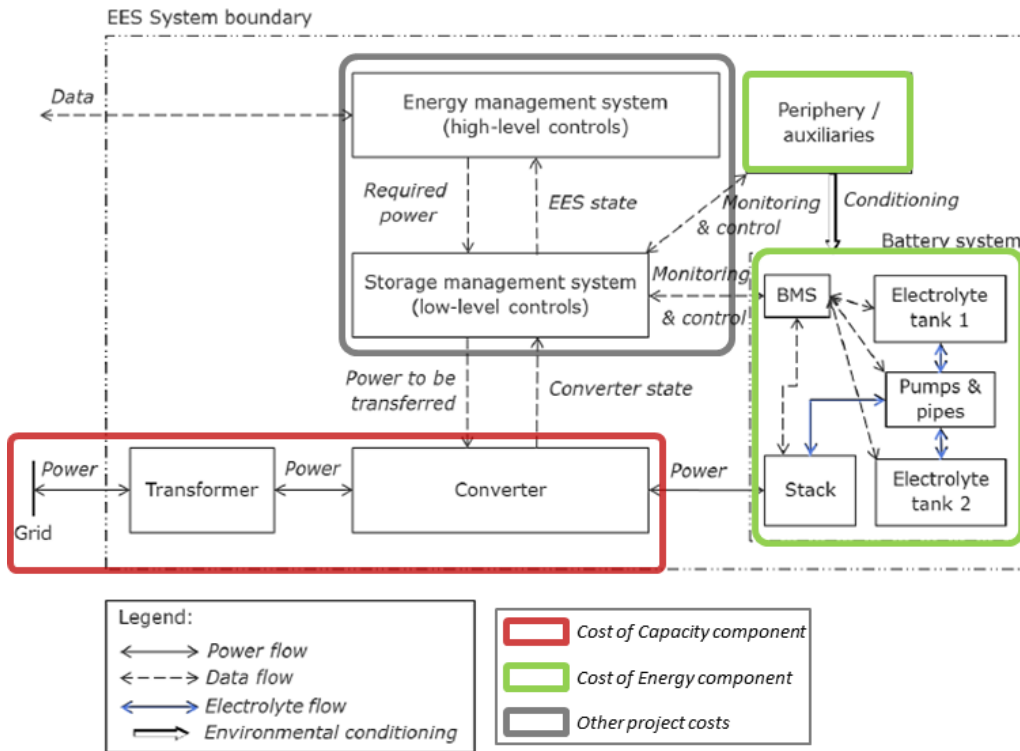 EES System boundary
Data
Energy management system
(high-level controls)
Periphery /
auxiliaries
Required
power
EES state
Monitoring
& control
Conditioning
Battery system
Storage management system
(low-level controls)
Monitoring
& control
BMS
Electrolyte
tank 1
Pumps &
pipes
Power to be
transferred
Converter state
Power
Transformer
Power
Converter
Power
Stack
Electrolyte
tank 2
Grid
Legend:
Power flow
Data flow
Electrolyte flow
Environmental conditioning
Cost of Capacity component
Cost of Energy component
Other project costs